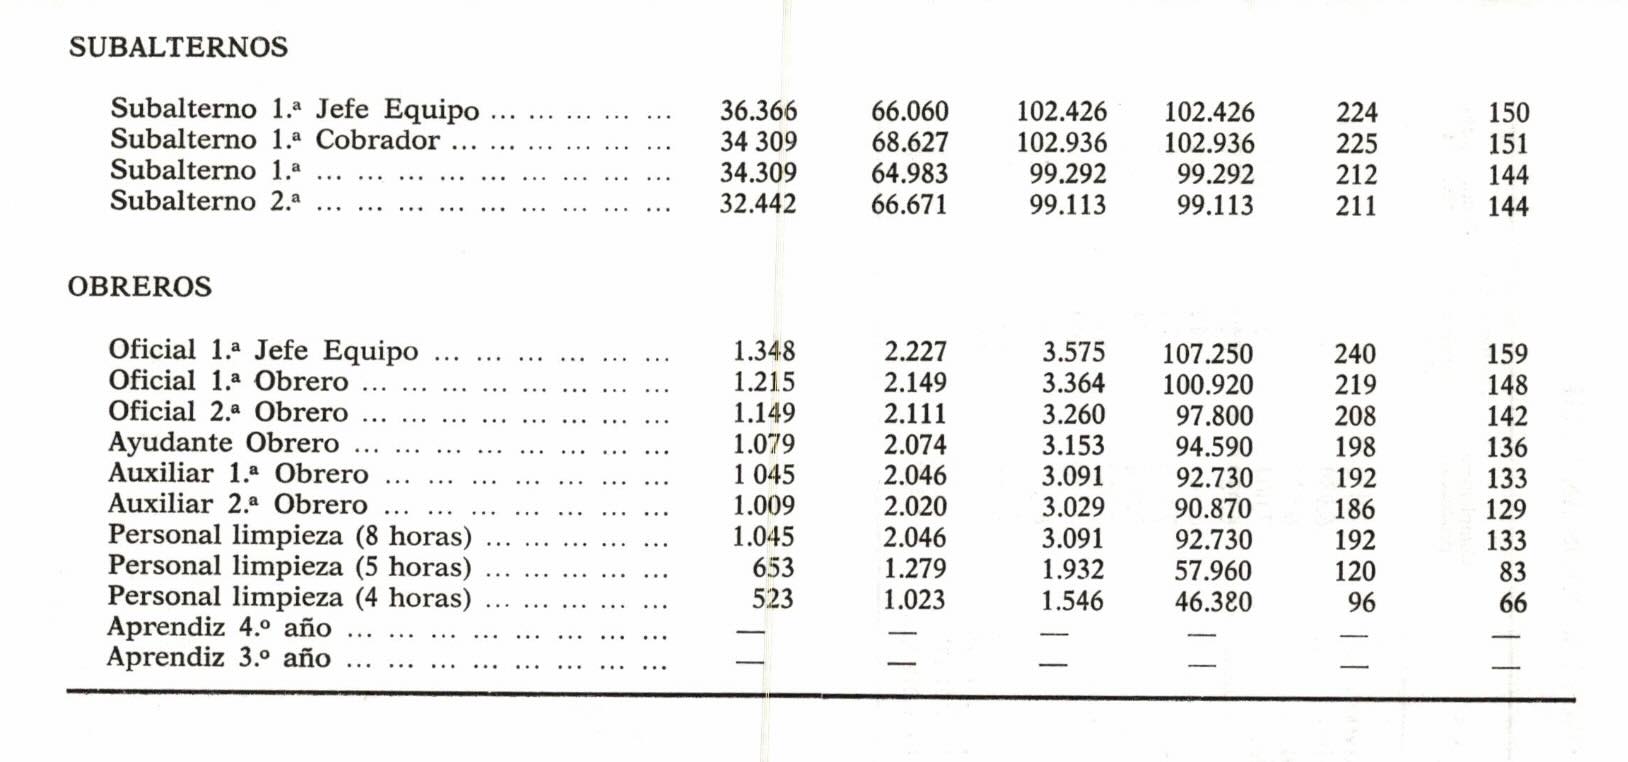 SUBALTERNOS
Subalterno 1.ª Jefe Equipo ... ... ... ... ... 36.366 66.060 102.426 102.426 224 150
Subalterno 1.ª Cobrador ... ... ... ... ... ... 34 309 68.627 102.936 102.936 225 151
Subalterno 1.ª ... ... ... ... ... ... ... ... ... 34.309 64.983 99.292 99.292 212 144
Subalterno 2.ª ... ... ... ... ... ... ... ... ... 32.442 66.671 99.113 99.113 211 144
OBREROS
Oficial 1.ª Jefe Equipo ... ... ... ... ... ... 1.348 2.227 3.575 107.250 240 159
Oficial 1.ª Obrero ... ... ... ... ... ... ... ... 1.215 2.149 3.364 100.920 219 148
Oficial 2.ª Obrero ... ... ... ... ... ... ... ... 1.149 2.111 3.260 97.800 208 142
Ayudante Obrero ... ... ... ... ... ... ... ... 1.079 2.074 3.153 94.590 198 136
Auxiliar 1.ª Obrero ... ... ... ... ... ... ... 1 045 2.046 3.091 92.730 192 133
Auxiliar 2.ª Obrero ... ... ... ... ... ... ... 1.009 2.020 3.029 90.870 186 129
Personal limpieza (8 horas) ... ... ... ... ... 1.045 2.046 3.091 92.730 192 133
Personal limpieza (5 horas) ... ... ... ... ... 653 1.279 1.932 57.960 120 83
Personal limpieza (4 horas) ... ... ... ... ... 523 1.023 1.546 46.380 96 66
Aprendiz 4.º año ... ... ... ... ... ... ... ... — — — — — —
Aprendiz 3.º año ... ... ... ... ... ... ... ... — — — — — —